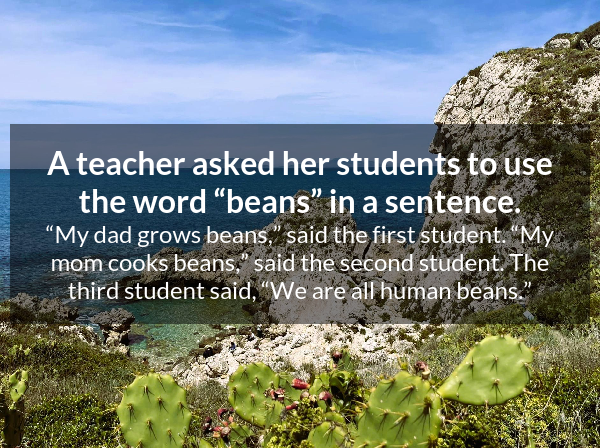 A teacher asked her students to use
the word “beans” in a sentence.
“My dad grows beans,” said the first student. “My
mom cooks beans,” said the second student. The
third student said, “We are all human beans.”